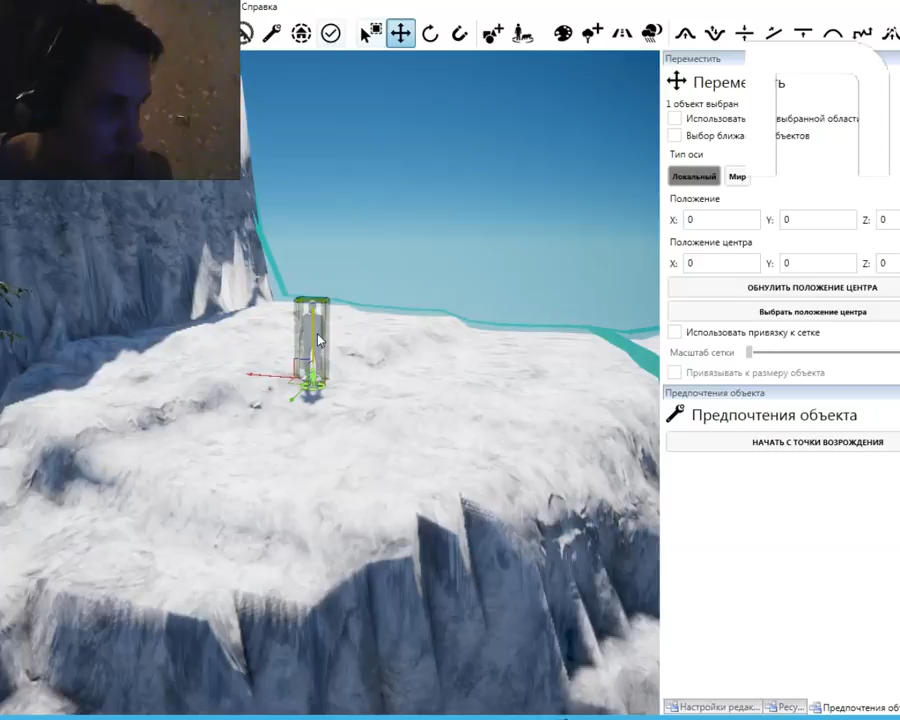 Справка
Переместить
Переме ть
1 объект выбран
Использовать выбранной области
Выбор ближа бъектов
Тип оси
Локальный Мир
Положение
X: 0 Y: 0 Z: 0
Положение центра
X: 0 Y: 0 Z: 0
ОБНУЛИТЬ ПОЛОЖЕНИЕ ЦЕНТРА
Выбрать положение центра
Использовать привязку к сетке
Масштаб сетки
Привязывать к размеру объекта
Предпочтения объекта
Предпочтения объекта
НАЧАТЬ С ТОЧКИ ВОЗРОЖДЕНИЯ
Настройки редак... Ресу... Предпочтения об